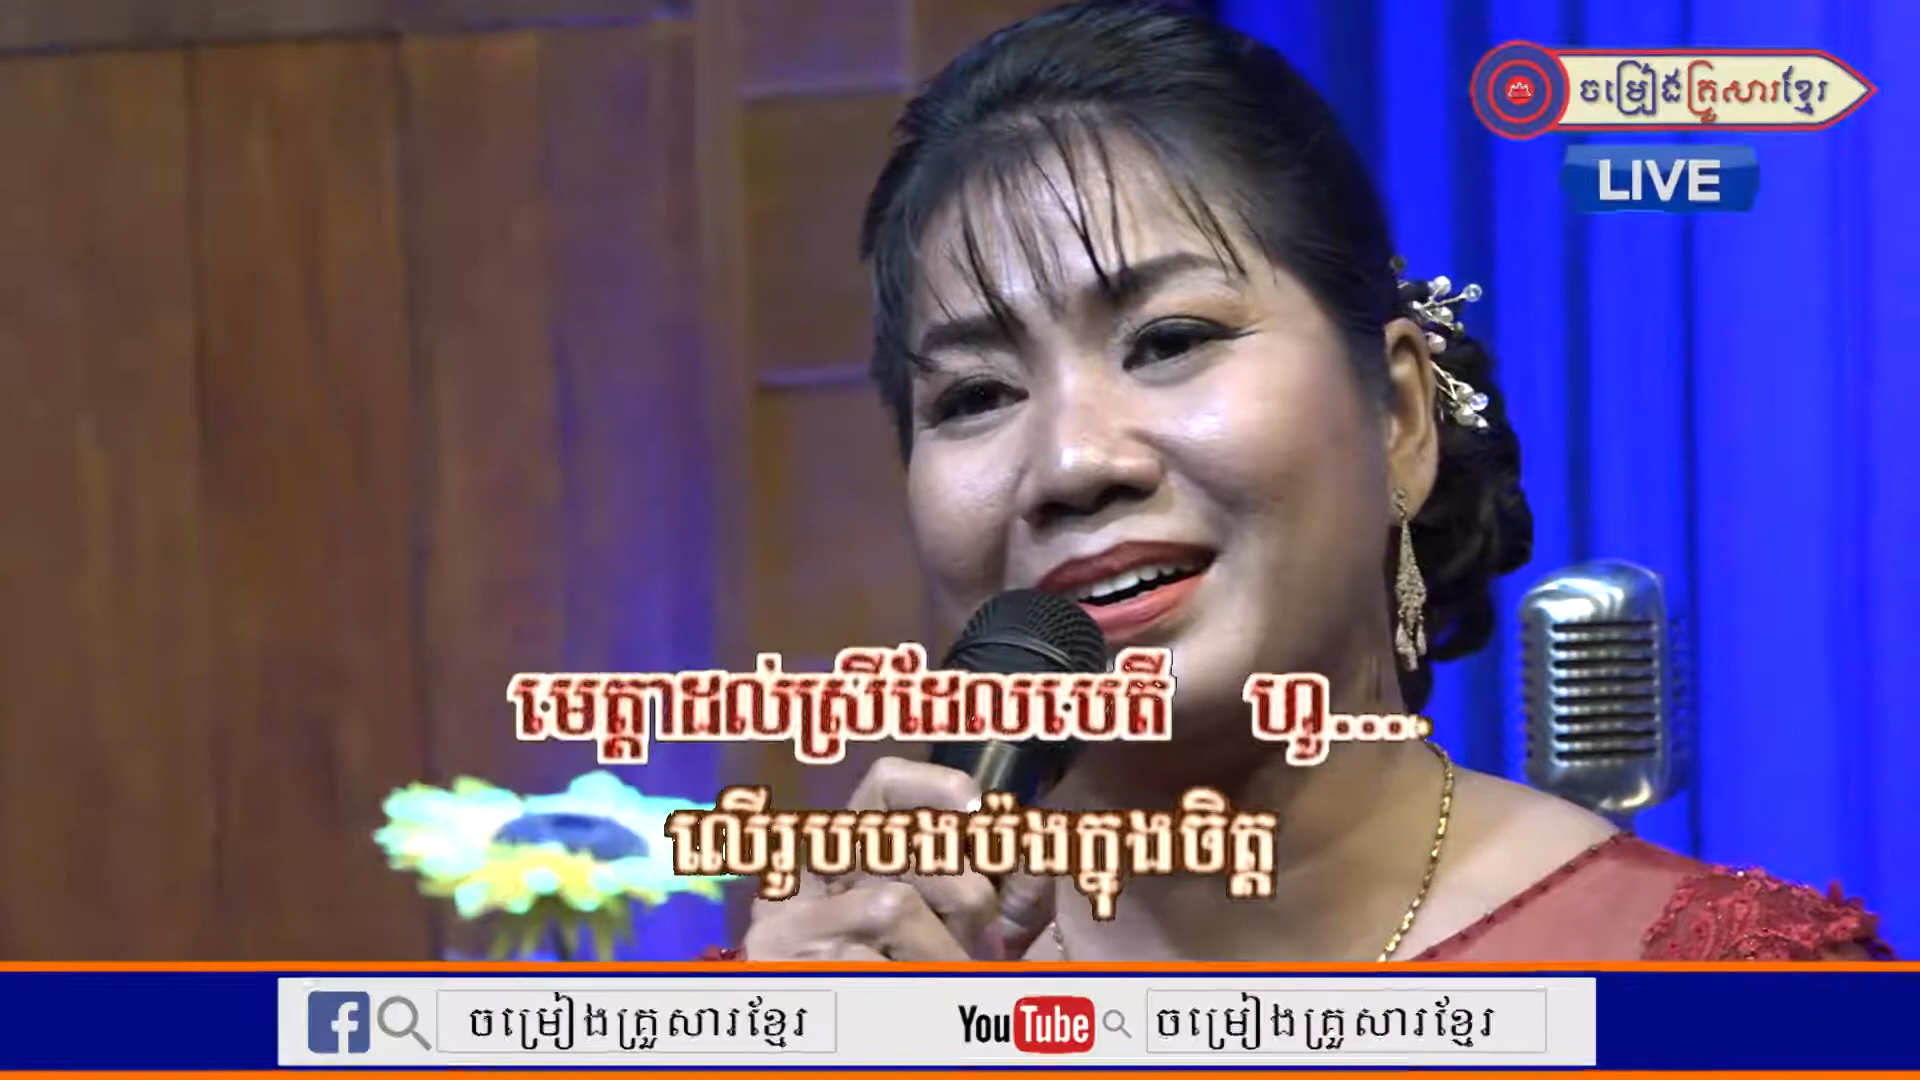 ចម្រៀងគ្រួសារខ្មែរ
LIVE
មេត្តាដល់ស្រីដែលបេតី ហូ.....
លើរូបបងប៉ងក្នុងចិត្ត
ចម្រៀងគ្រួសារខ្មែរ YouTube ចម្រៀងគ្រួសារខ្មែរ